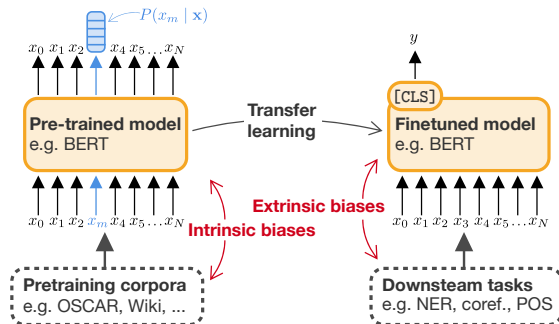 P(x_m | x)
x_0 x_1 x_2 x_4 x_5 ... x_N
Pre-trained model
e.g. BERT
x_0 x_1 x_2 x_m x_4 x_5 ... x_N
Pretraining corpora
e.g. OSCAR, Wiki, ...
Transfer
learning
Extrinsic biases
Intrinsic biases
y
[CLS]
Finetuned model
e.g. BERT
x_0 x_1 x_2 x_3 x_4 x_5 ... x_N
Downsteam tasks
e.g. NER, coref., POS